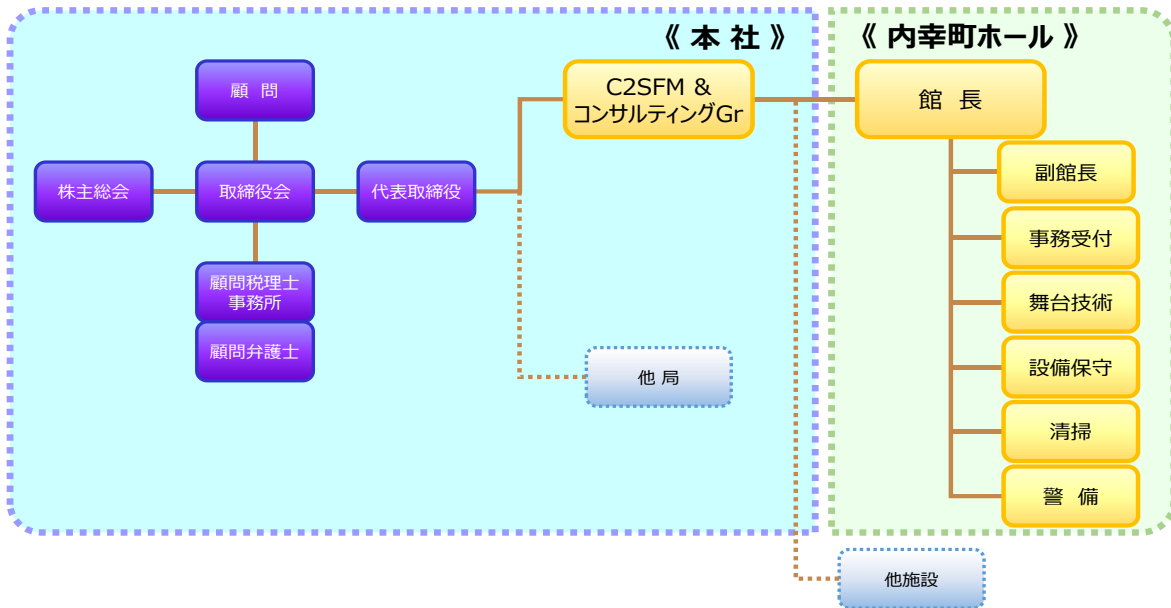 《 本 社 》
顧 問
株主総会
取締役会
代表取締役
顧問税理士
事務所
顧問弁護士
C2SFM &
コンサルティングGr
他 局
《 内幸町ホール 》
館 長
副館長
事務受付
舞台技術
設備保守
清掃
警 備
他施設